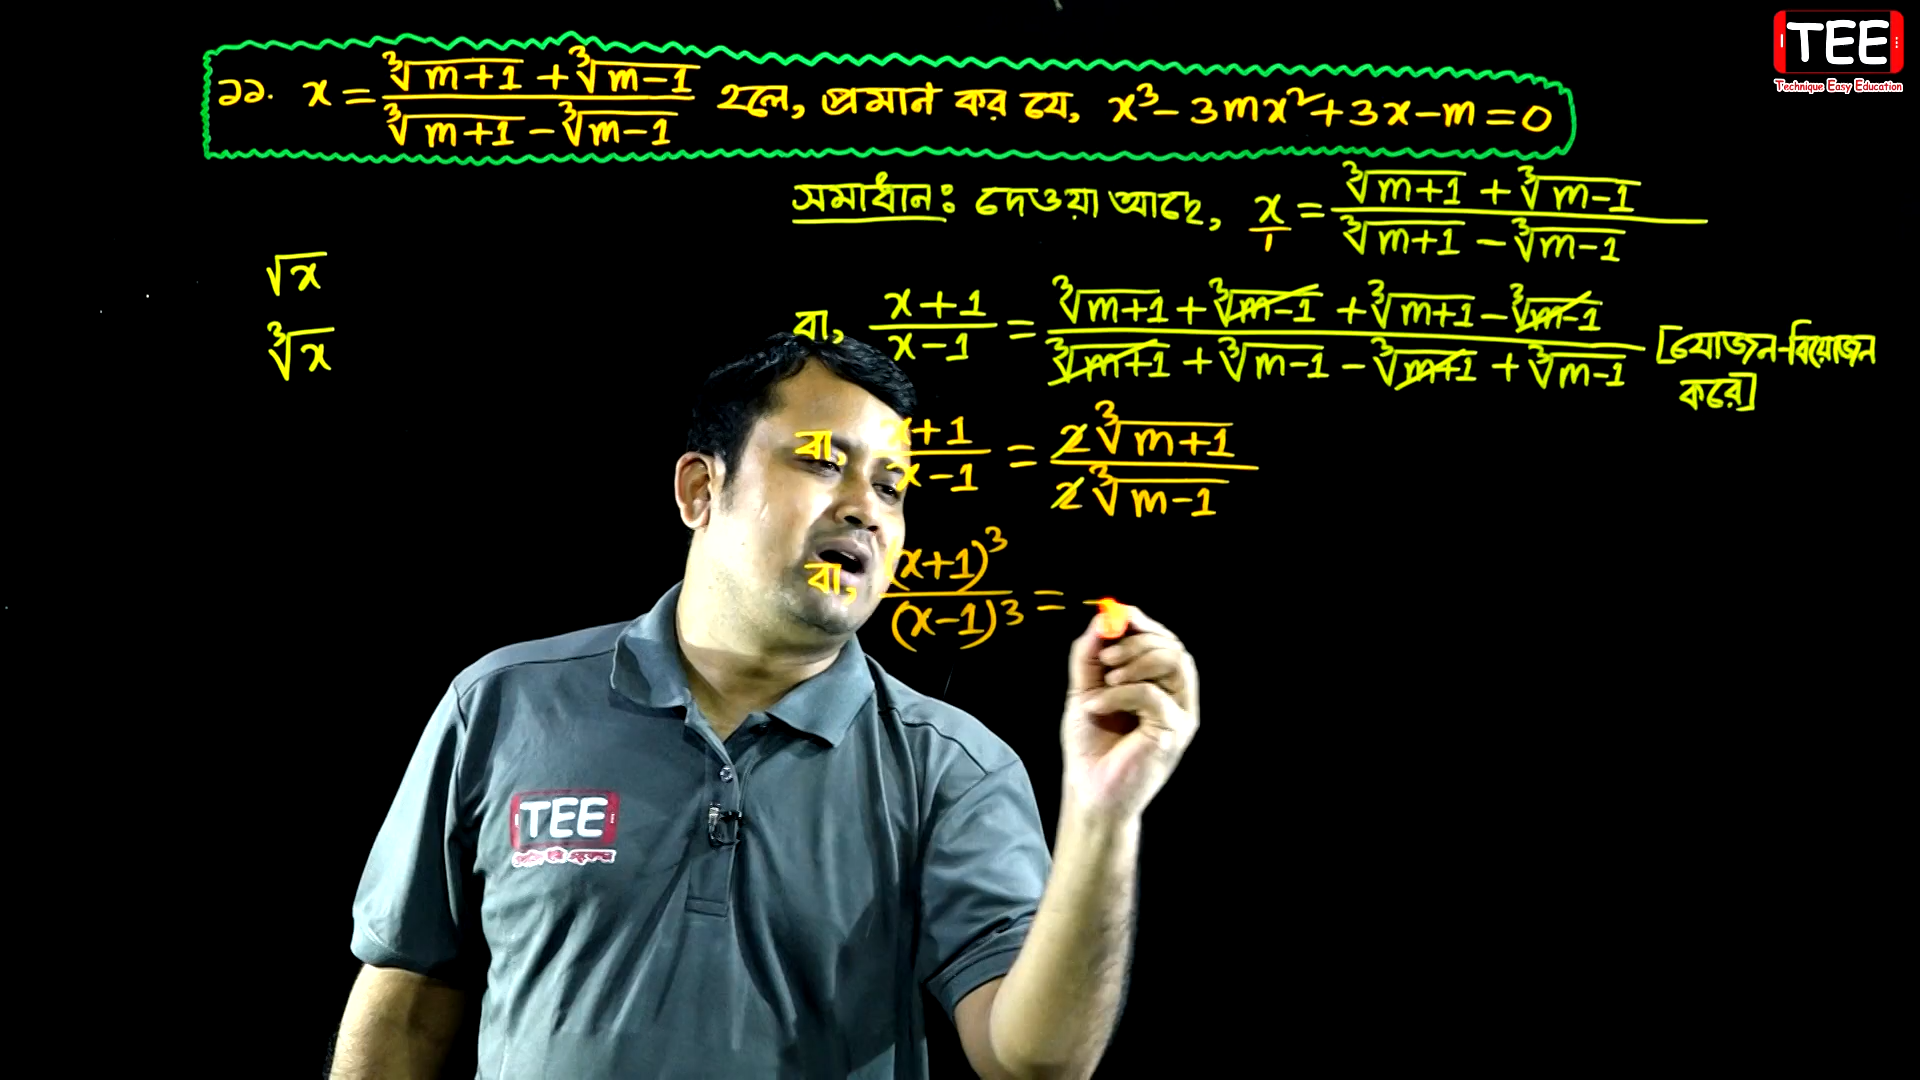 ১১. x = (∛(m+1) + ∛(m-1)) / (∛(m+1) - ∛(m-1)) হলে, প্রমান কর যে, x³ - 3mx² + 3x - m = 0
সমাধান: দেওয়া আছে, x/1 = (∛(m+1) + ∛(m-1)) / (∛(m+1) - ∛(m-1))
√x
∛x
বা, (x+1)/(x-1) = (∛(m+1) + ∛(m-1) + ∛(m+1) - ∛(m-1)) / (∛(m+1) + ∛(m-1) - ∛(m+1) + ∛(m-1)) [যোজন-বিয়োজন
করে]
বা, (x+1)/(x-1) = 2∛(m+1) / 2∛(m-1)
বা, (x+1)³/(x-1)³ =
TEE
Technique Easy Education
TEE